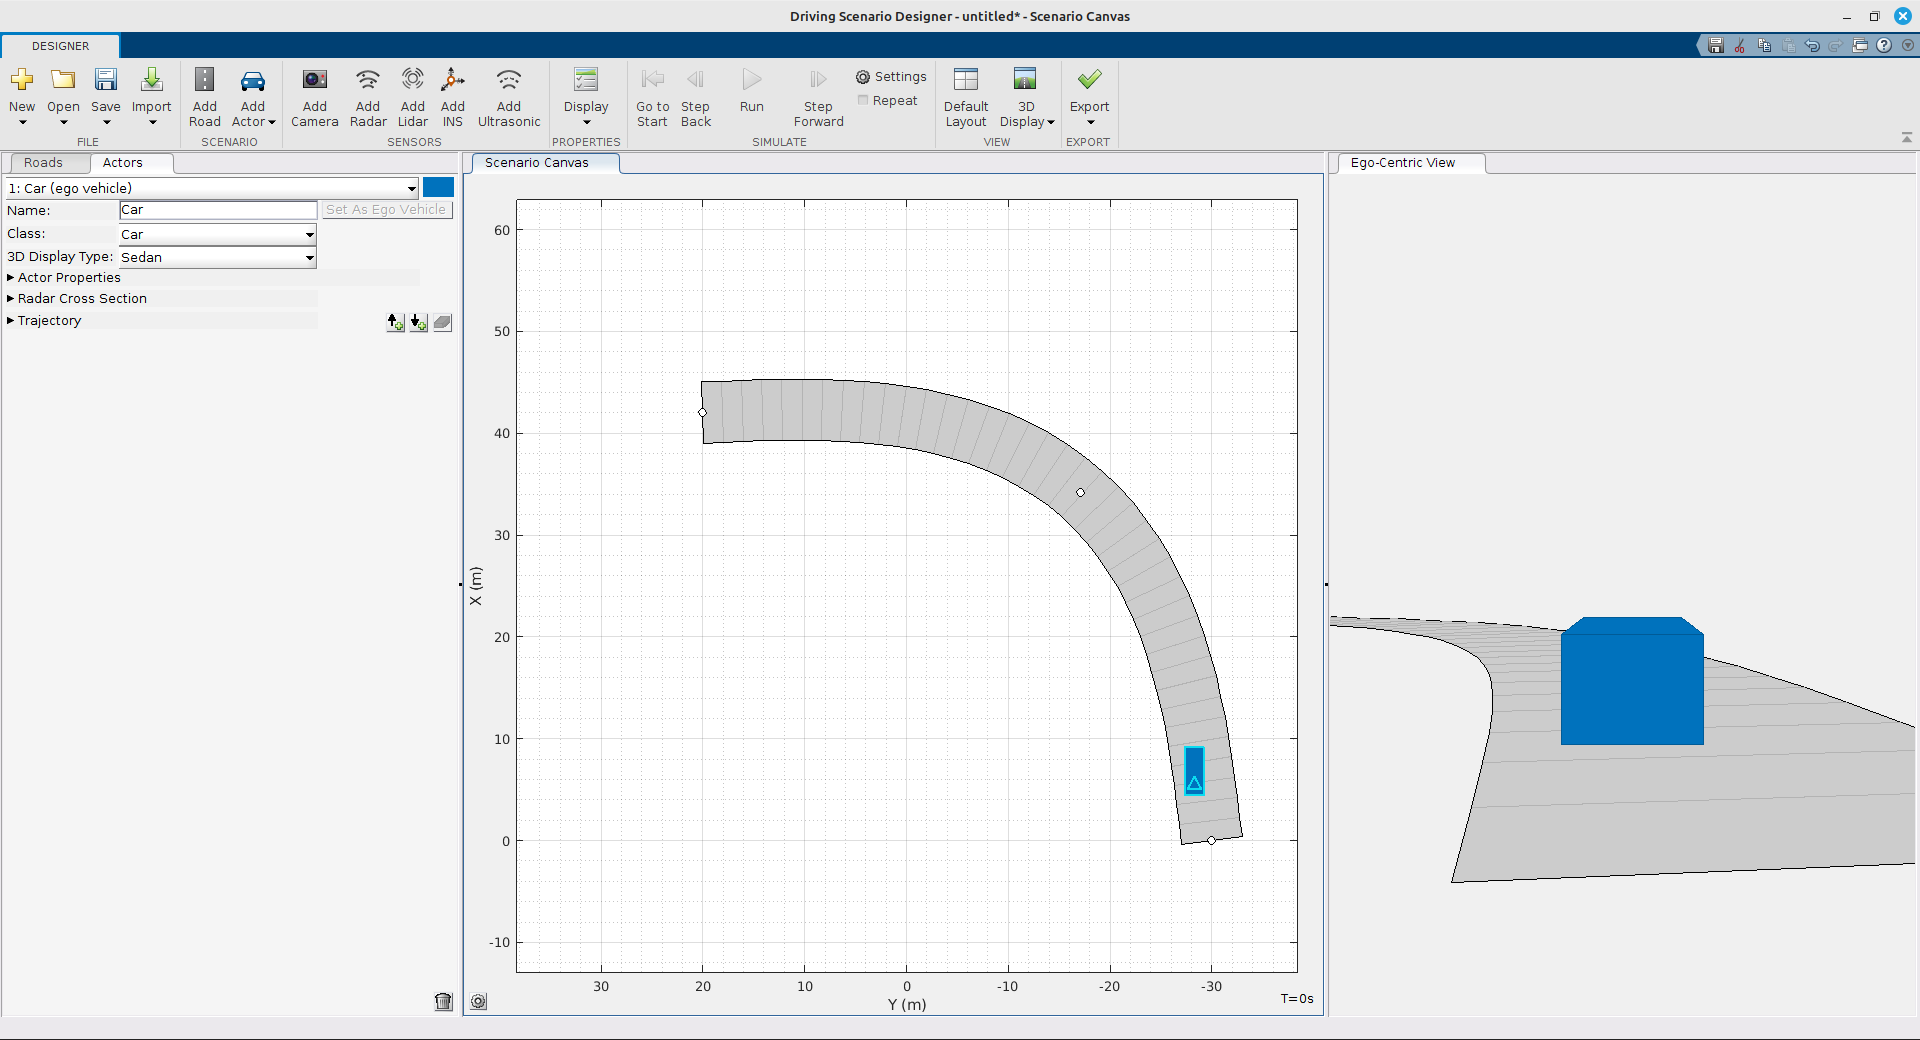 Driving Scenario Designer - untitled* - Scenario Canvas
DESIGNER
New
Open
Save
Import
Add Road
Add Actor
Add Camera
Add Radar
Add Lidar
Add INS
Add Ultrasonic
Display
Go to Start
Step Back
Run
Step Forward
Settings
Repeat
Default Layout
3D Display
Export
FILE
SCENARIO
SENSORS
PROPERTIES
SIMULATE
VIEW
EXPORT
Roads
Actors
1: Car (ego vehicle)
Name:
Car
Set As Ego Vehicle
Class:
Car
3D Display Type:
Sedan
Actor Properties
Radar Cross Section
Trajectory
Scenario Canvas
60
50
40
30
20
10
0
-10
X (m)
30
20
10
0
-10
-20
-30
Y (m)
T=0s
Ego-Centric View